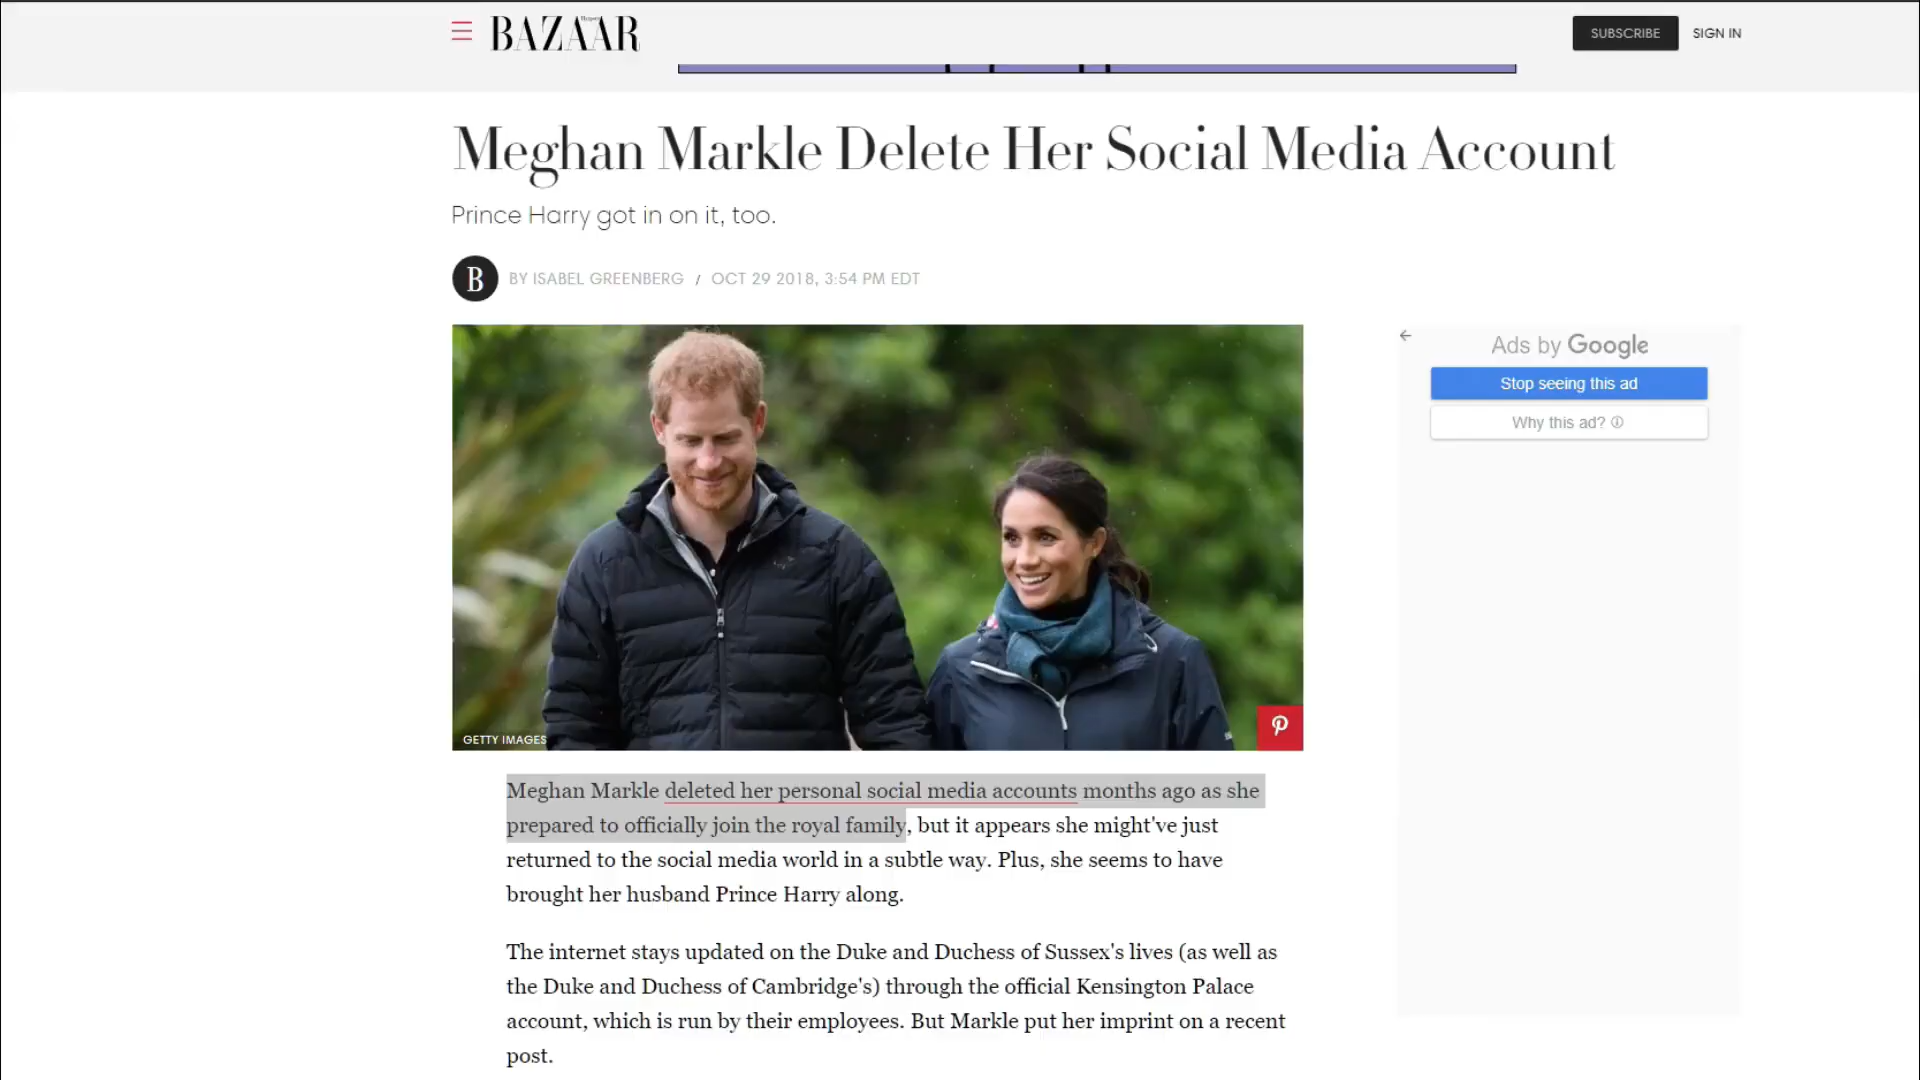 Harper's
BAZAAR
SUBSCRIBE
SIGN IN
Meghan Markle Delete Her Social Media Account
Prince Harry got in on it, too.
B
BY ISABEL GREENBERG / OCT 29 2018, 3:54 PM EDT
GETTY IMAGES
Ads by Google
Stop seeing this ad
Why this ad?
Meghan Markle deleted her personal social media accounts months ago as she
prepared to officially join the royal family, but it appears she might've just
returned to the social media world in a subtle way. Plus, she seems to have
brought her husband Prince Harry along.
The internet stays updated on the Duke and Duchess of Sussex's lives (as well as
the Duke and Duchess of Cambridge's) through the official Kensington Palace
account, which is run by their employees. But Markle put her imprint on a recent
post.